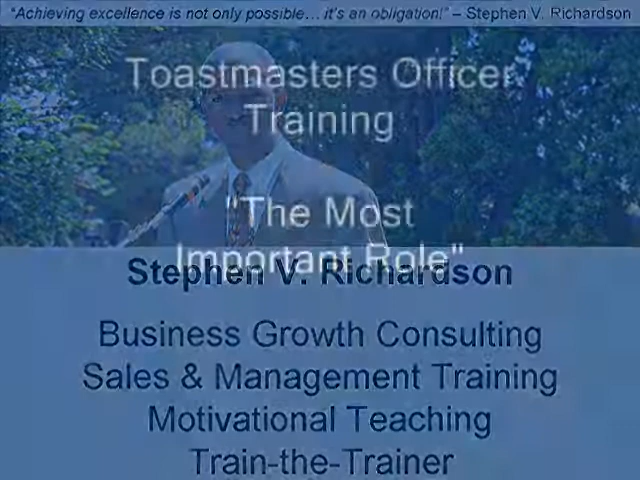 "Achieving excellence is not only possible... it's an obligation!" – Stephen V. Richardson
Toastmasters Officer
Training
"The Most
Important Role"
Stephen V. Richardson
Business Growth Consulting
Sales & Management Training
Motivational Teaching
Train-the-Trainer